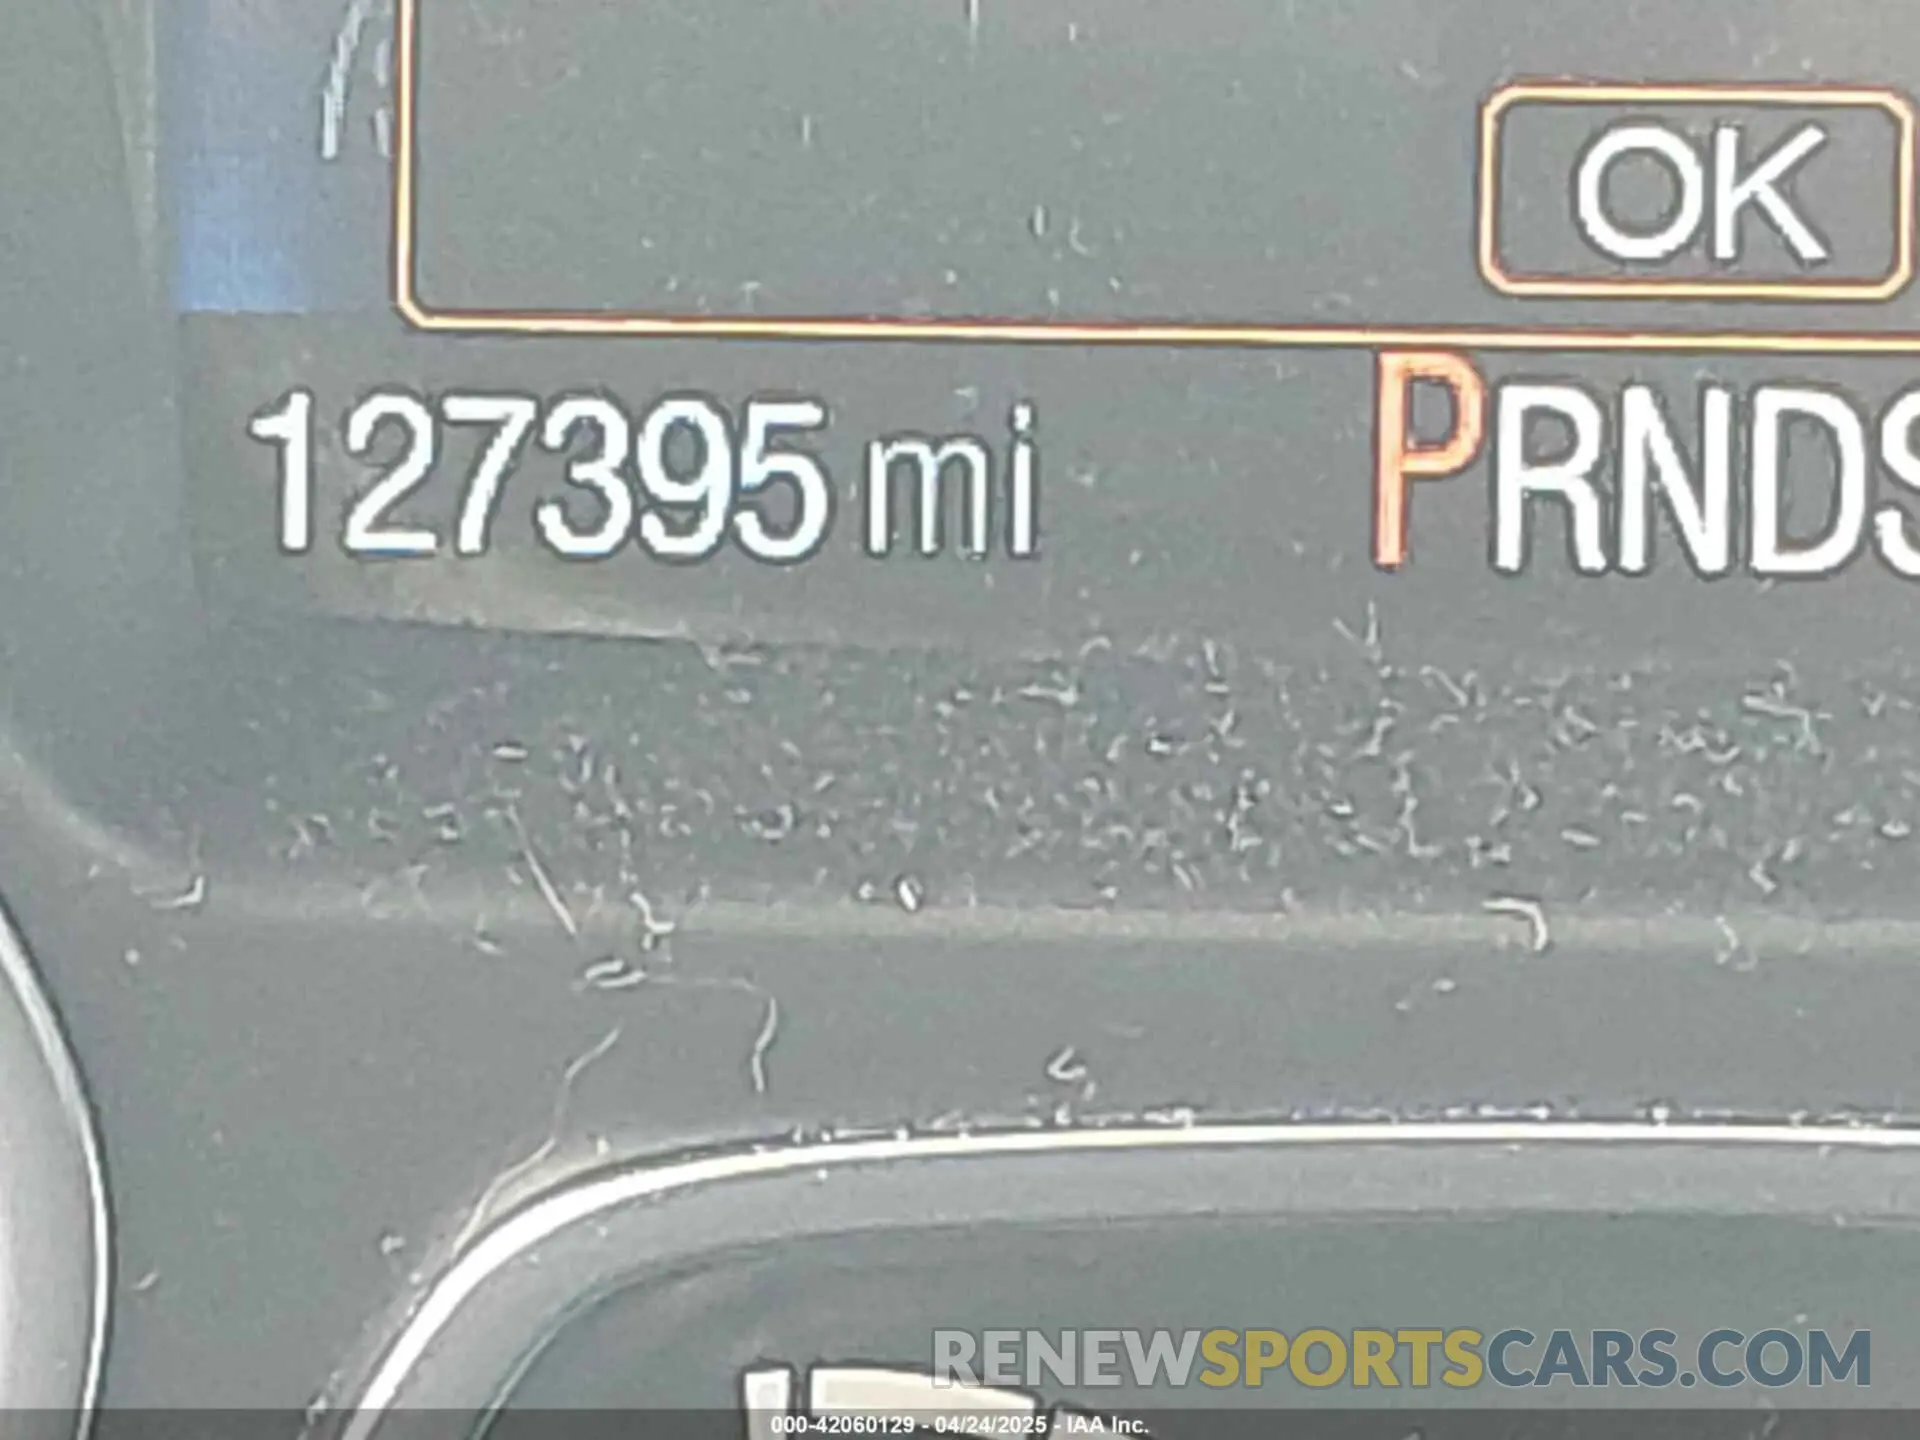 OK
127395 mi PRNDS
RENEWSPORTSCARS.COM
000-42060129 - 04/24/2025 - IAA Inc.